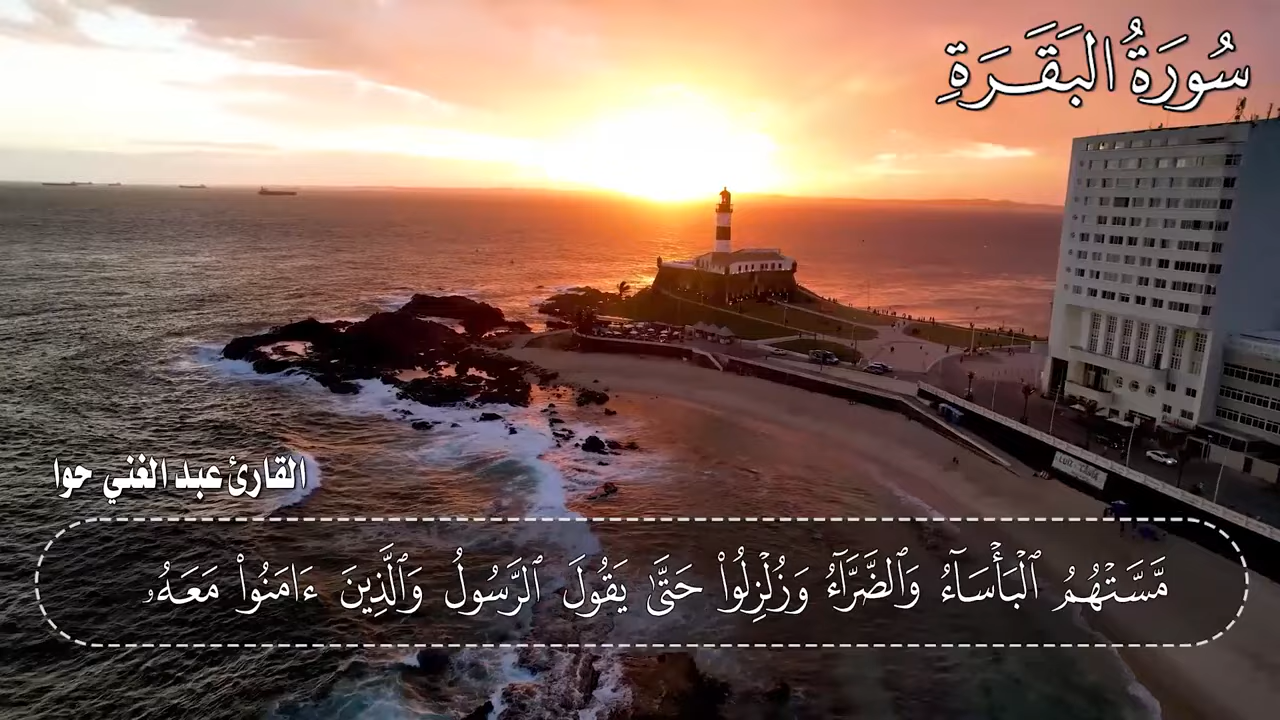 سُورَةُ البَقَرَةِ
القارئ عبد الغني حوا
مَّسَّتْهُمُ ٱلْبَأْسَآءُ وَٱلضَّرَّآءُ وَزُلْزِلُوا۟ حَتَّىٰ يَقُولَ ٱلرَّسُولُ وَٱلَّذِينَ ءَامَنُوا۟ مَعَهُۥ